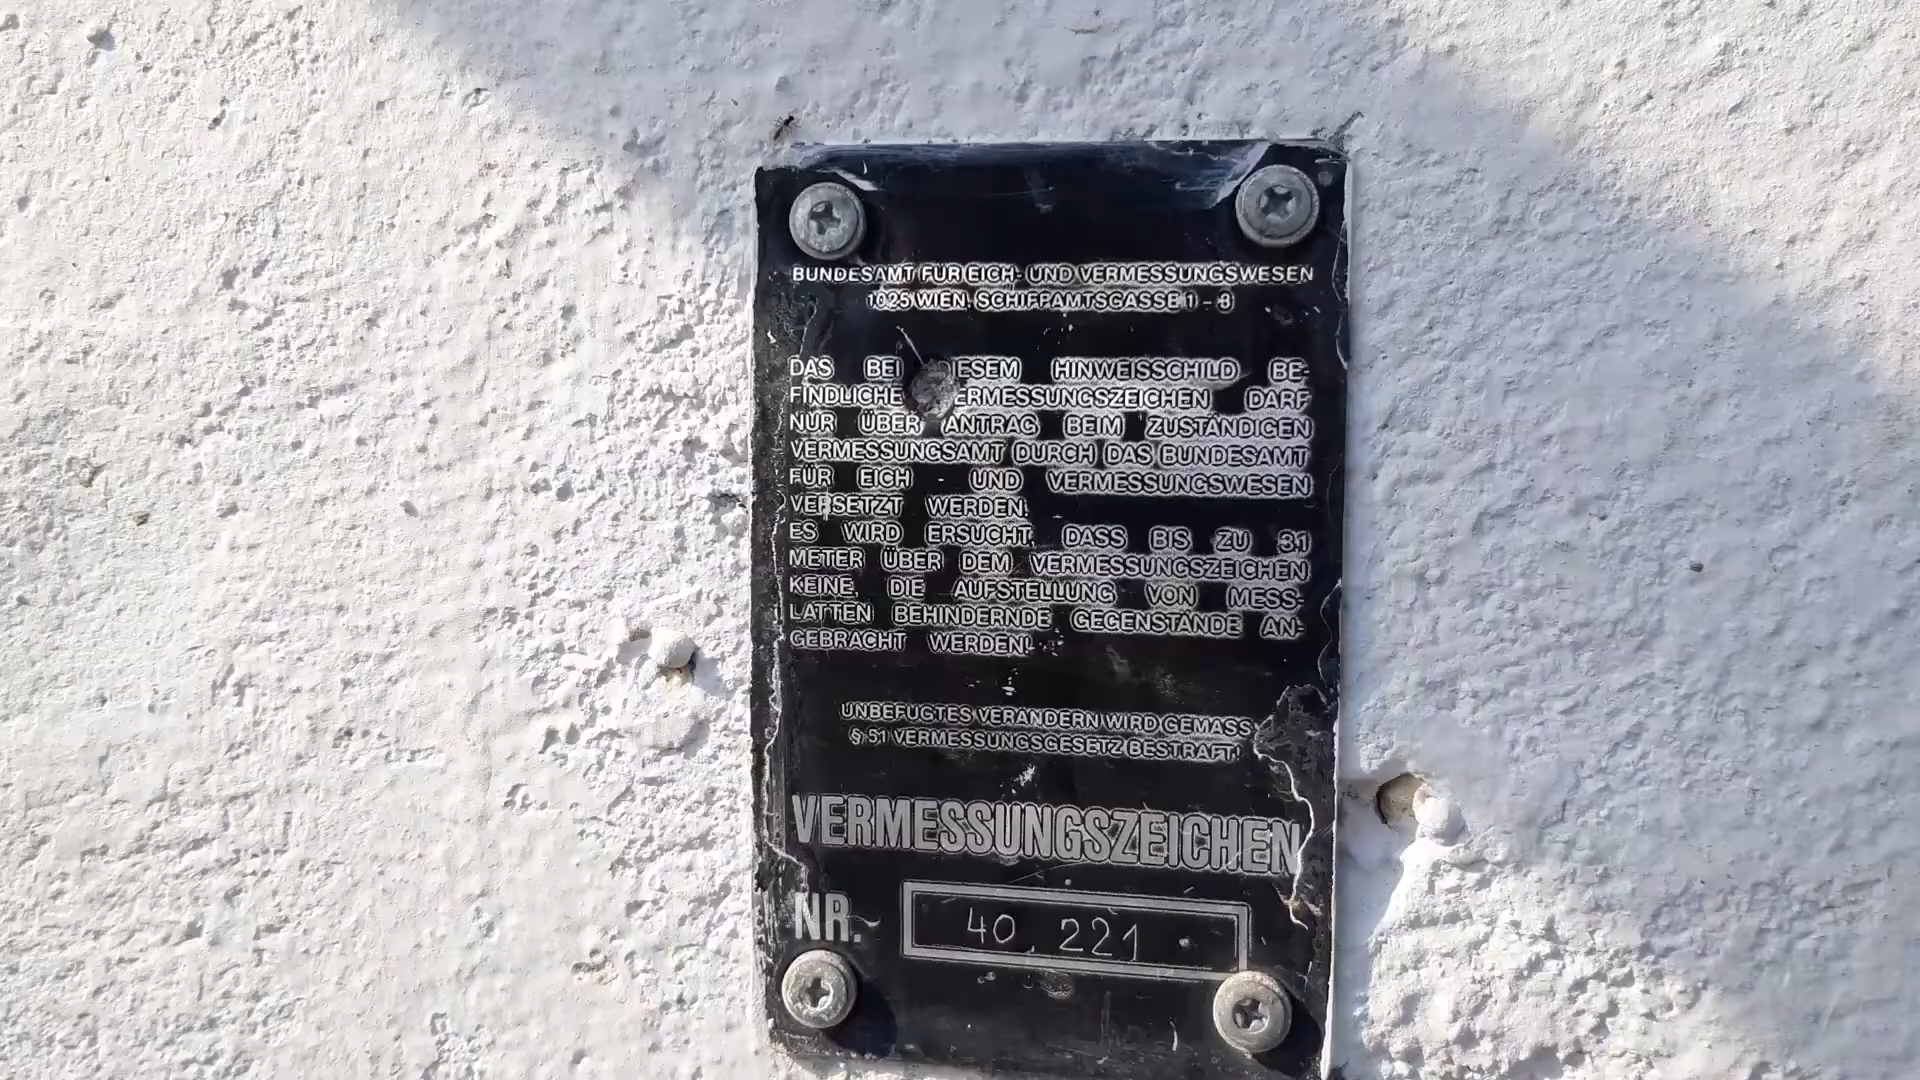 BUNDESAMT FÜR EICH- UND VERMESSUNGSWESEN
1025 WIEN, SCHIFFAMTSGASSE 1 - 3
DAS BEI DIESEM HINWEISSCHILD BE-
FINDLICHE VERMESSUNGSZEICHEN DARF
NUR ÜBER ANTRAG BEIM ZUSTÄNDIGEN
VERMESSUNGSAMT DURCH DAS BUNDESAMT
FÜR EICH - UND VERMESSUNGSWESEN
VERSETZT WERDEN.
ES WIRD ERSUCHT, DASS BIS ZU 3,1
METER ÜBER DEM VERMESSUNGSZEICHEN
KEINE, DIE AUFSTELLUNG VON MESS-
LATTEN BEHINDERNDE GEGENSTÄNDE AN-
GEBRACHT WERDEN!
UNBEFUGTES VERÄNDERN WIRD GEMÄSS
§ 51 VERMESSUNGSGESETZ BESTRAFT!
VERMESSUNGSZEICHEN
NR. 40 221